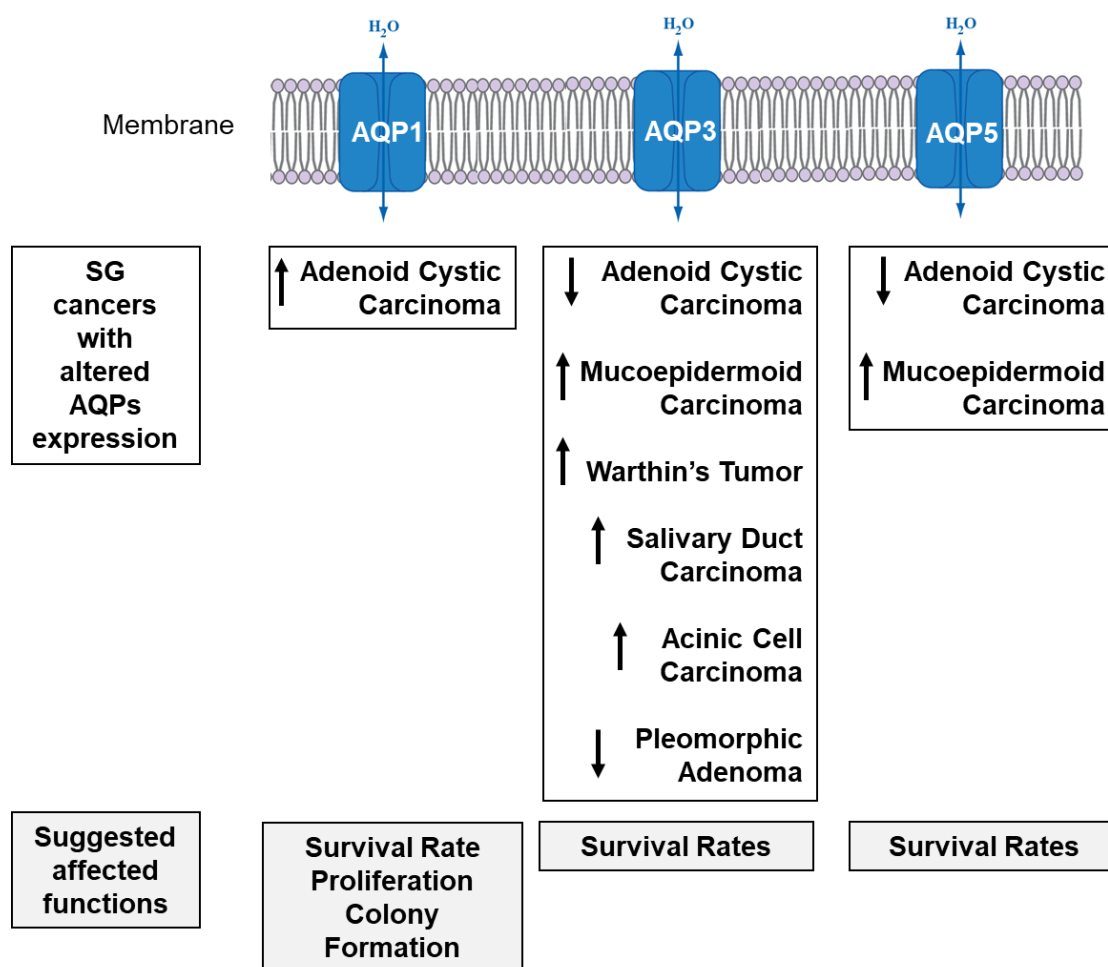 H₂O
H₂O
H₂O
Membrane
AQP1
AQP3
AQP5
SG
cancers
with
altered
AQPs
expression
Adenoid Cystic
Carcinoma
Adenoid Cystic
Carcinoma
Mucoepidermoid
Carcinoma
Warthin’s Tumor
Salivary Duct
Carcinoma
Acinic Cell
Carcinoma
Pleomorphic
Adenoma
Adenoid Cystic
Carcinoma
Mucoepidermoid
Carcinoma
Suggested
affected
functions
Survival Rate
Proliferation
Colony
Formation
Survival Rates
Survival Rates